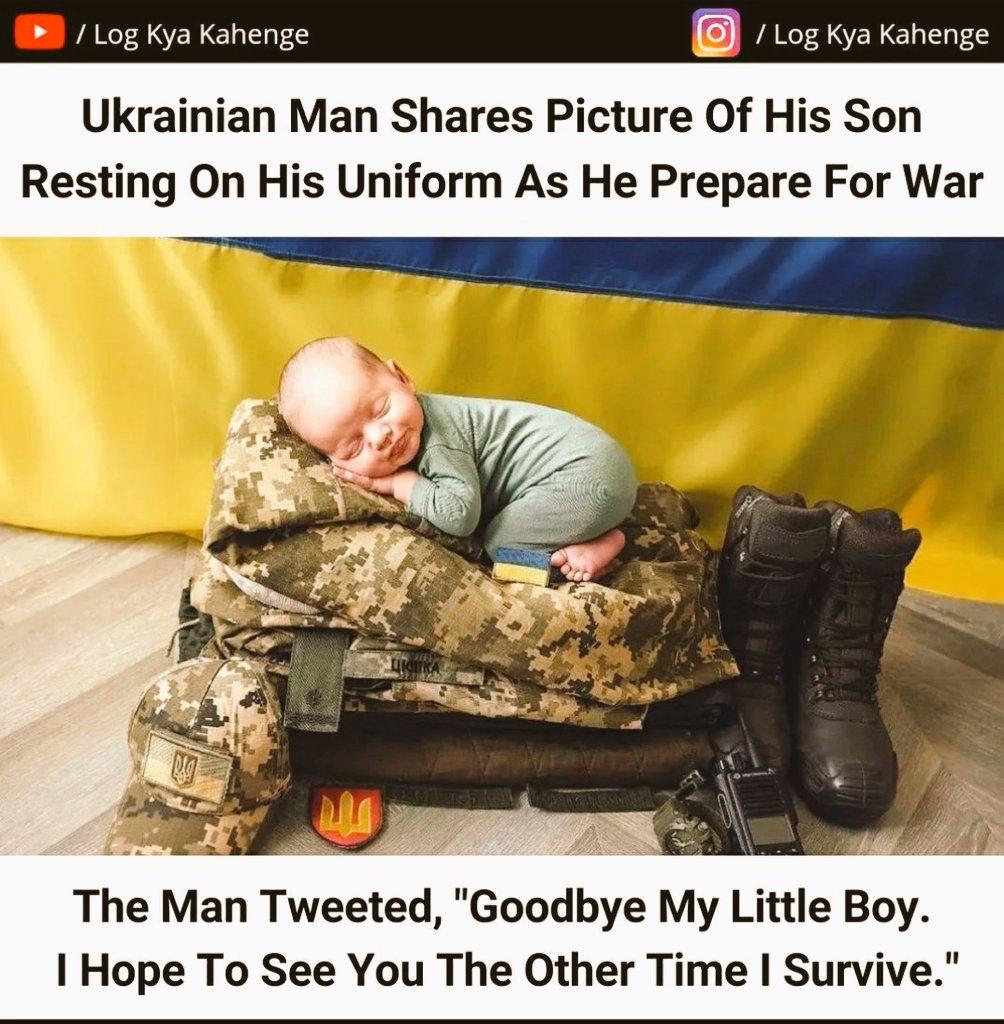 / Log Kya Kahenge
/ Log Kya Kahenge
Ukrainian Man Shares Picture Of His Son
Resting On His Uniform As He Prepare For War
The Man Tweeted, "Goodbye My Little Boy.
I Hope To See You The Other Time I Survive."